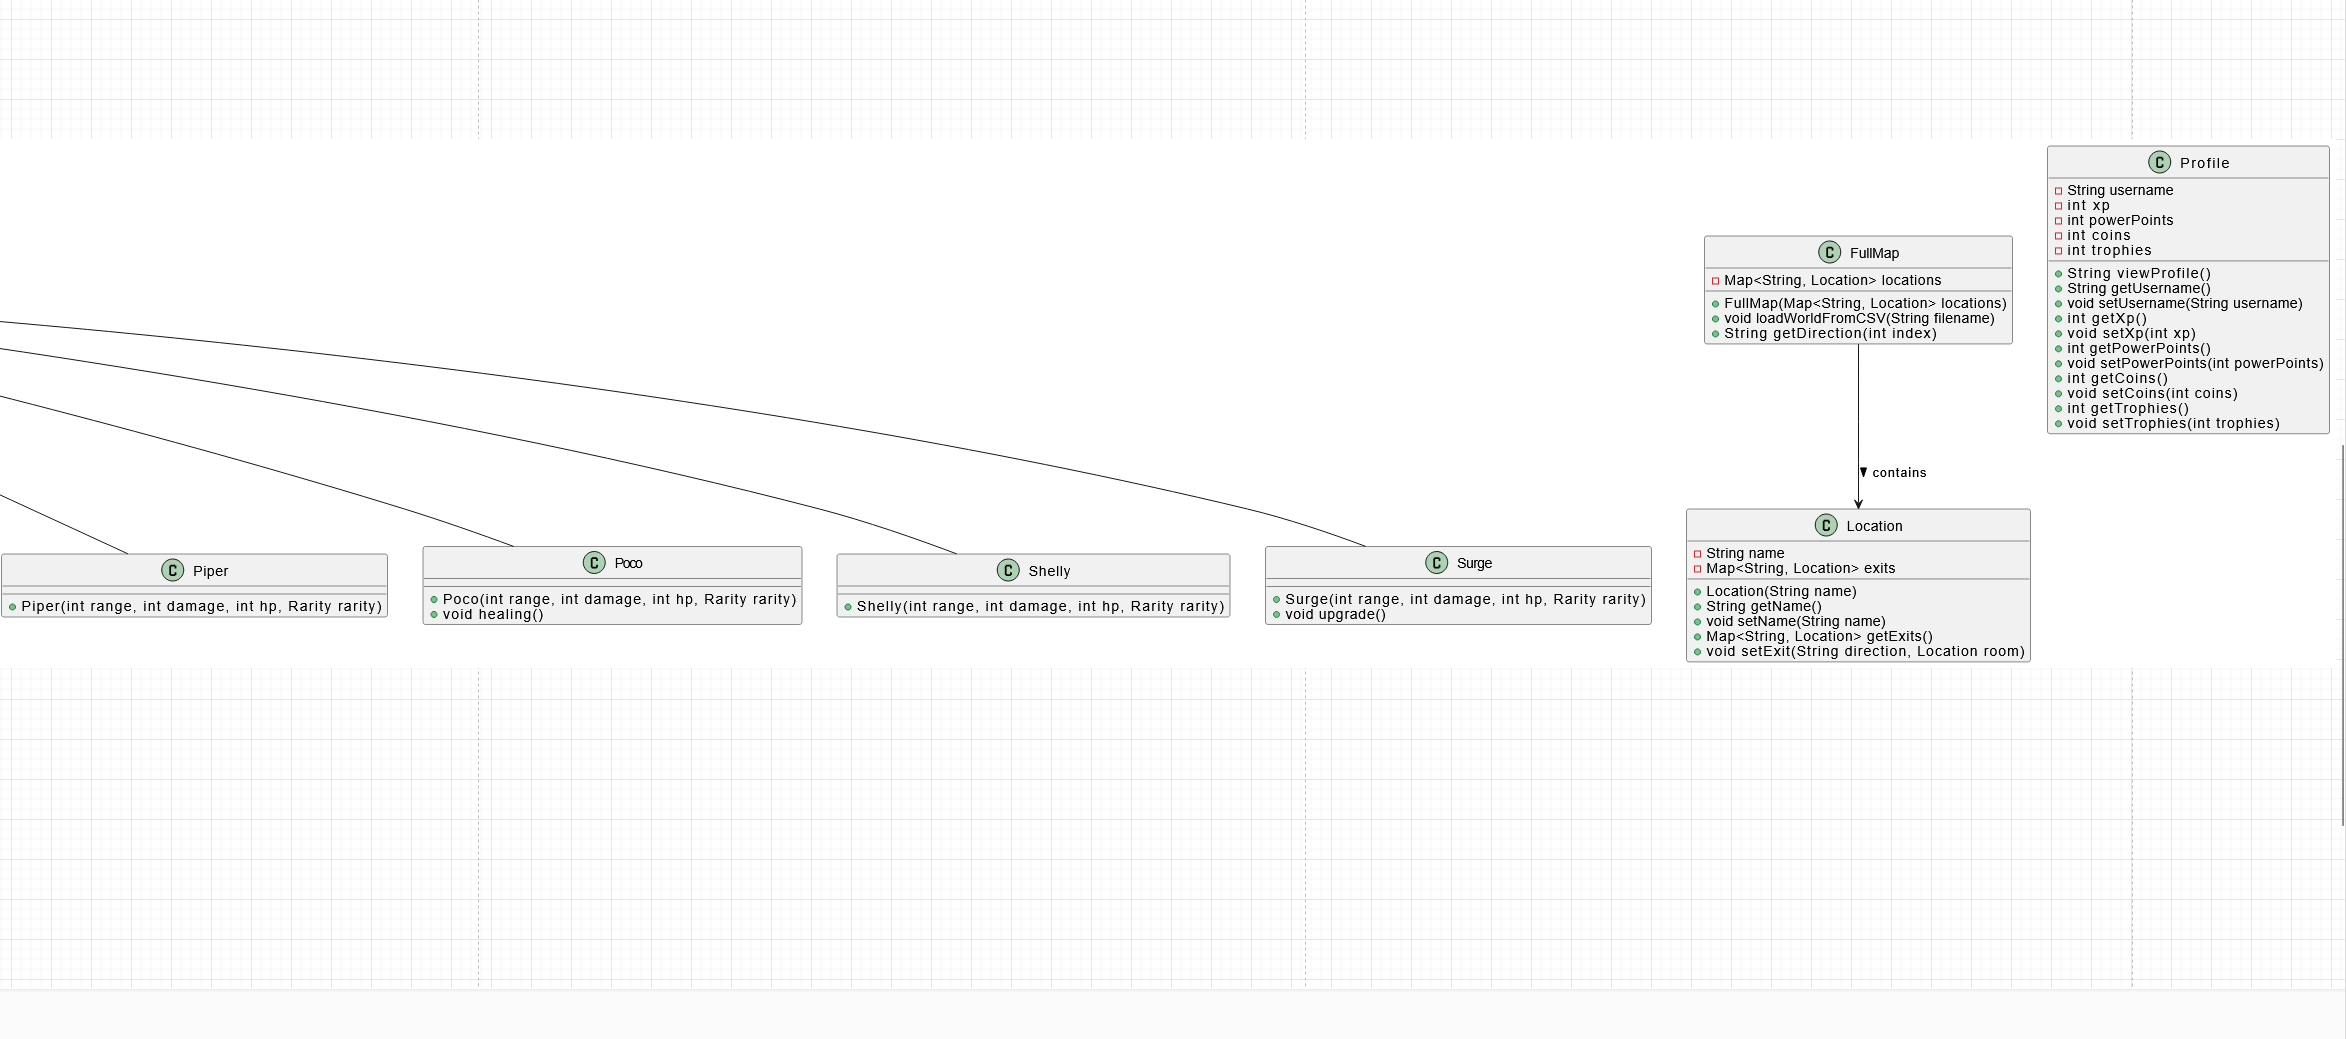 C Profile
String username
int xp
int powerPoints
int coins
int trophies
String viewProfile()
String getUsername()
void setUsername(String username)
int getXp()
void setXp(int xp)
int getPowerPoints()
void setPowerPoints(int powerPoints)
int getCoins()
void setCoins(int coins)
int getTrophies()
void setTrophies(int trophies)
C FullMap
Map<String, Location> locations
FullMap(Map<String, Location> locations)
void loadWorldFromCSV(String filename)
String getDirection(int index)
contains
C Piper
Piper(int range, int damage, int hp, Rarity rarity)
C Poco
Poco(int range, int damage, int hp, Rarity rarity)
void healing()
C Shelly
Shelly(int range, int damage, int hp, Rarity rarity)
C Surge
Surge(int range, int damage, int hp, Rarity rarity)
void upgrade()
C Location
String name
Map<String, Location> exits
Location(String name)
String getName()
void setName(String name)
Map<String, Location> getExits()
void setExit(String direction, Location room)